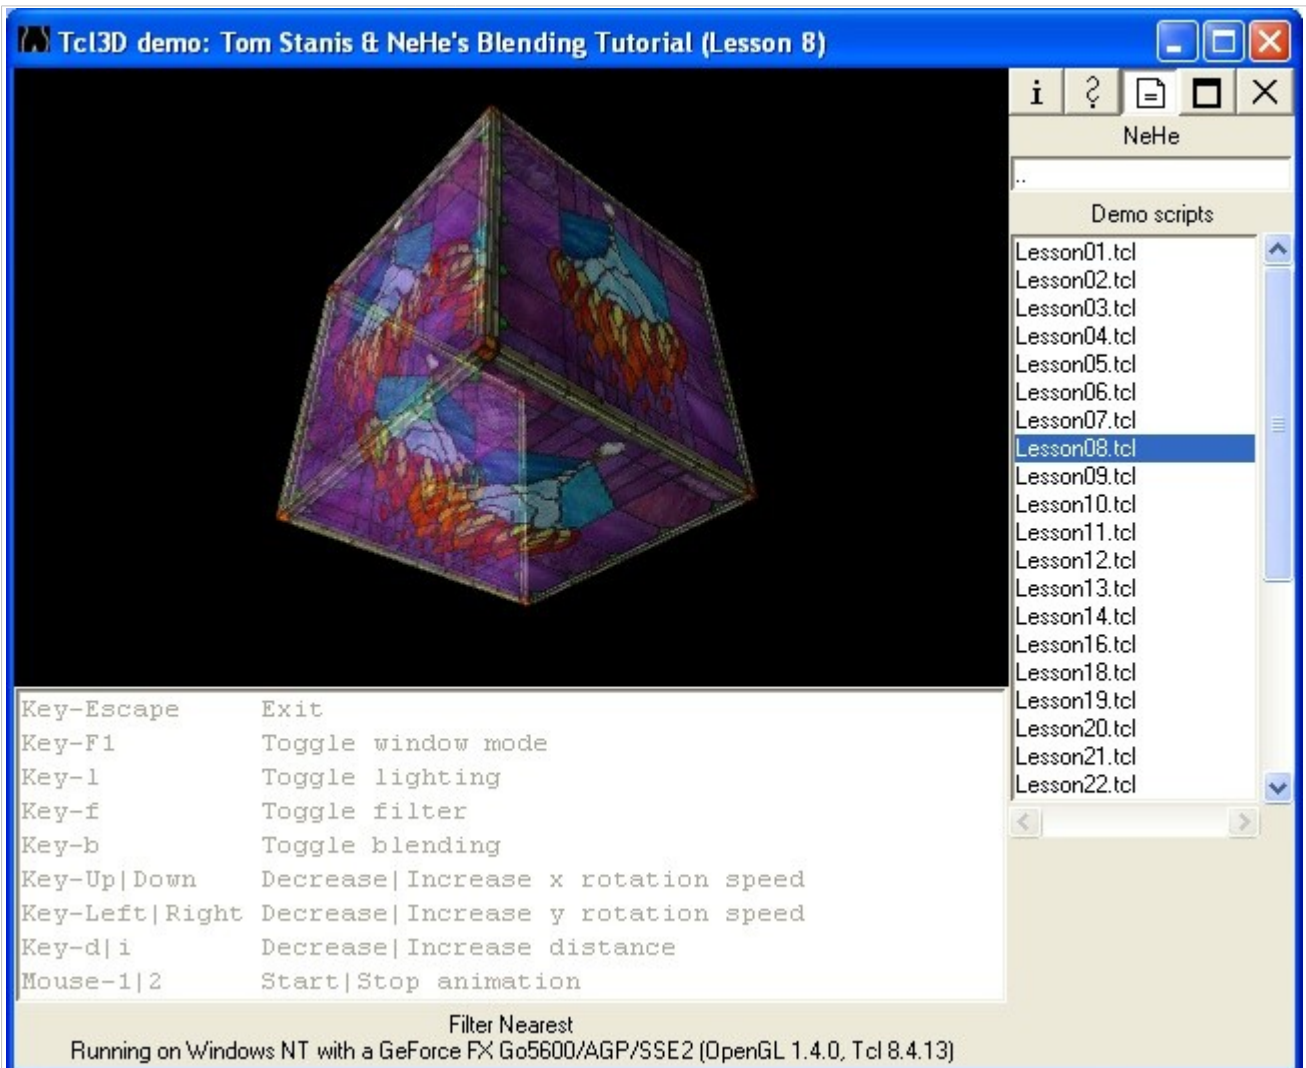 Tcl3D demo: Tom Stanis & NeHe's Blending Tutorial (Lesson 8)
i ?
NeHe
..
Demo scripts
Lesson01.tcl
Lesson02.tcl
Lesson03.tcl
Lesson04.tcl
Lesson05.tcl
Lesson06.tcl
Lesson07.tcl
Lesson08.tcl
Lesson09.tcl
Lesson10.tcl
Lesson11.tcl
Lesson12.tcl
Lesson13.tcl
Lesson14.tcl
Lesson16.tcl
Lesson18.tcl
Lesson19.tcl
Lesson20.tcl
Lesson21.tcl
Lesson22.tcl
Key-Escape Exit
Key-F1 Toggle window mode
Key-l Toggle lighting
Key-f Toggle filter
Key-b Toggle blending
Key-Up|Down Decrease|Increase x rotation speed
Key-Left|Right Decrease|Increase y rotation speed
Key-d|i Decrease|Increase distance
Mouse-1|2 Start|Stop animation
Filter Nearest
Running on Windows NT with a GeForce FX Go5600/AGP/SSE2 (OpenGL 1.4.0, Tcl 8.4.13)